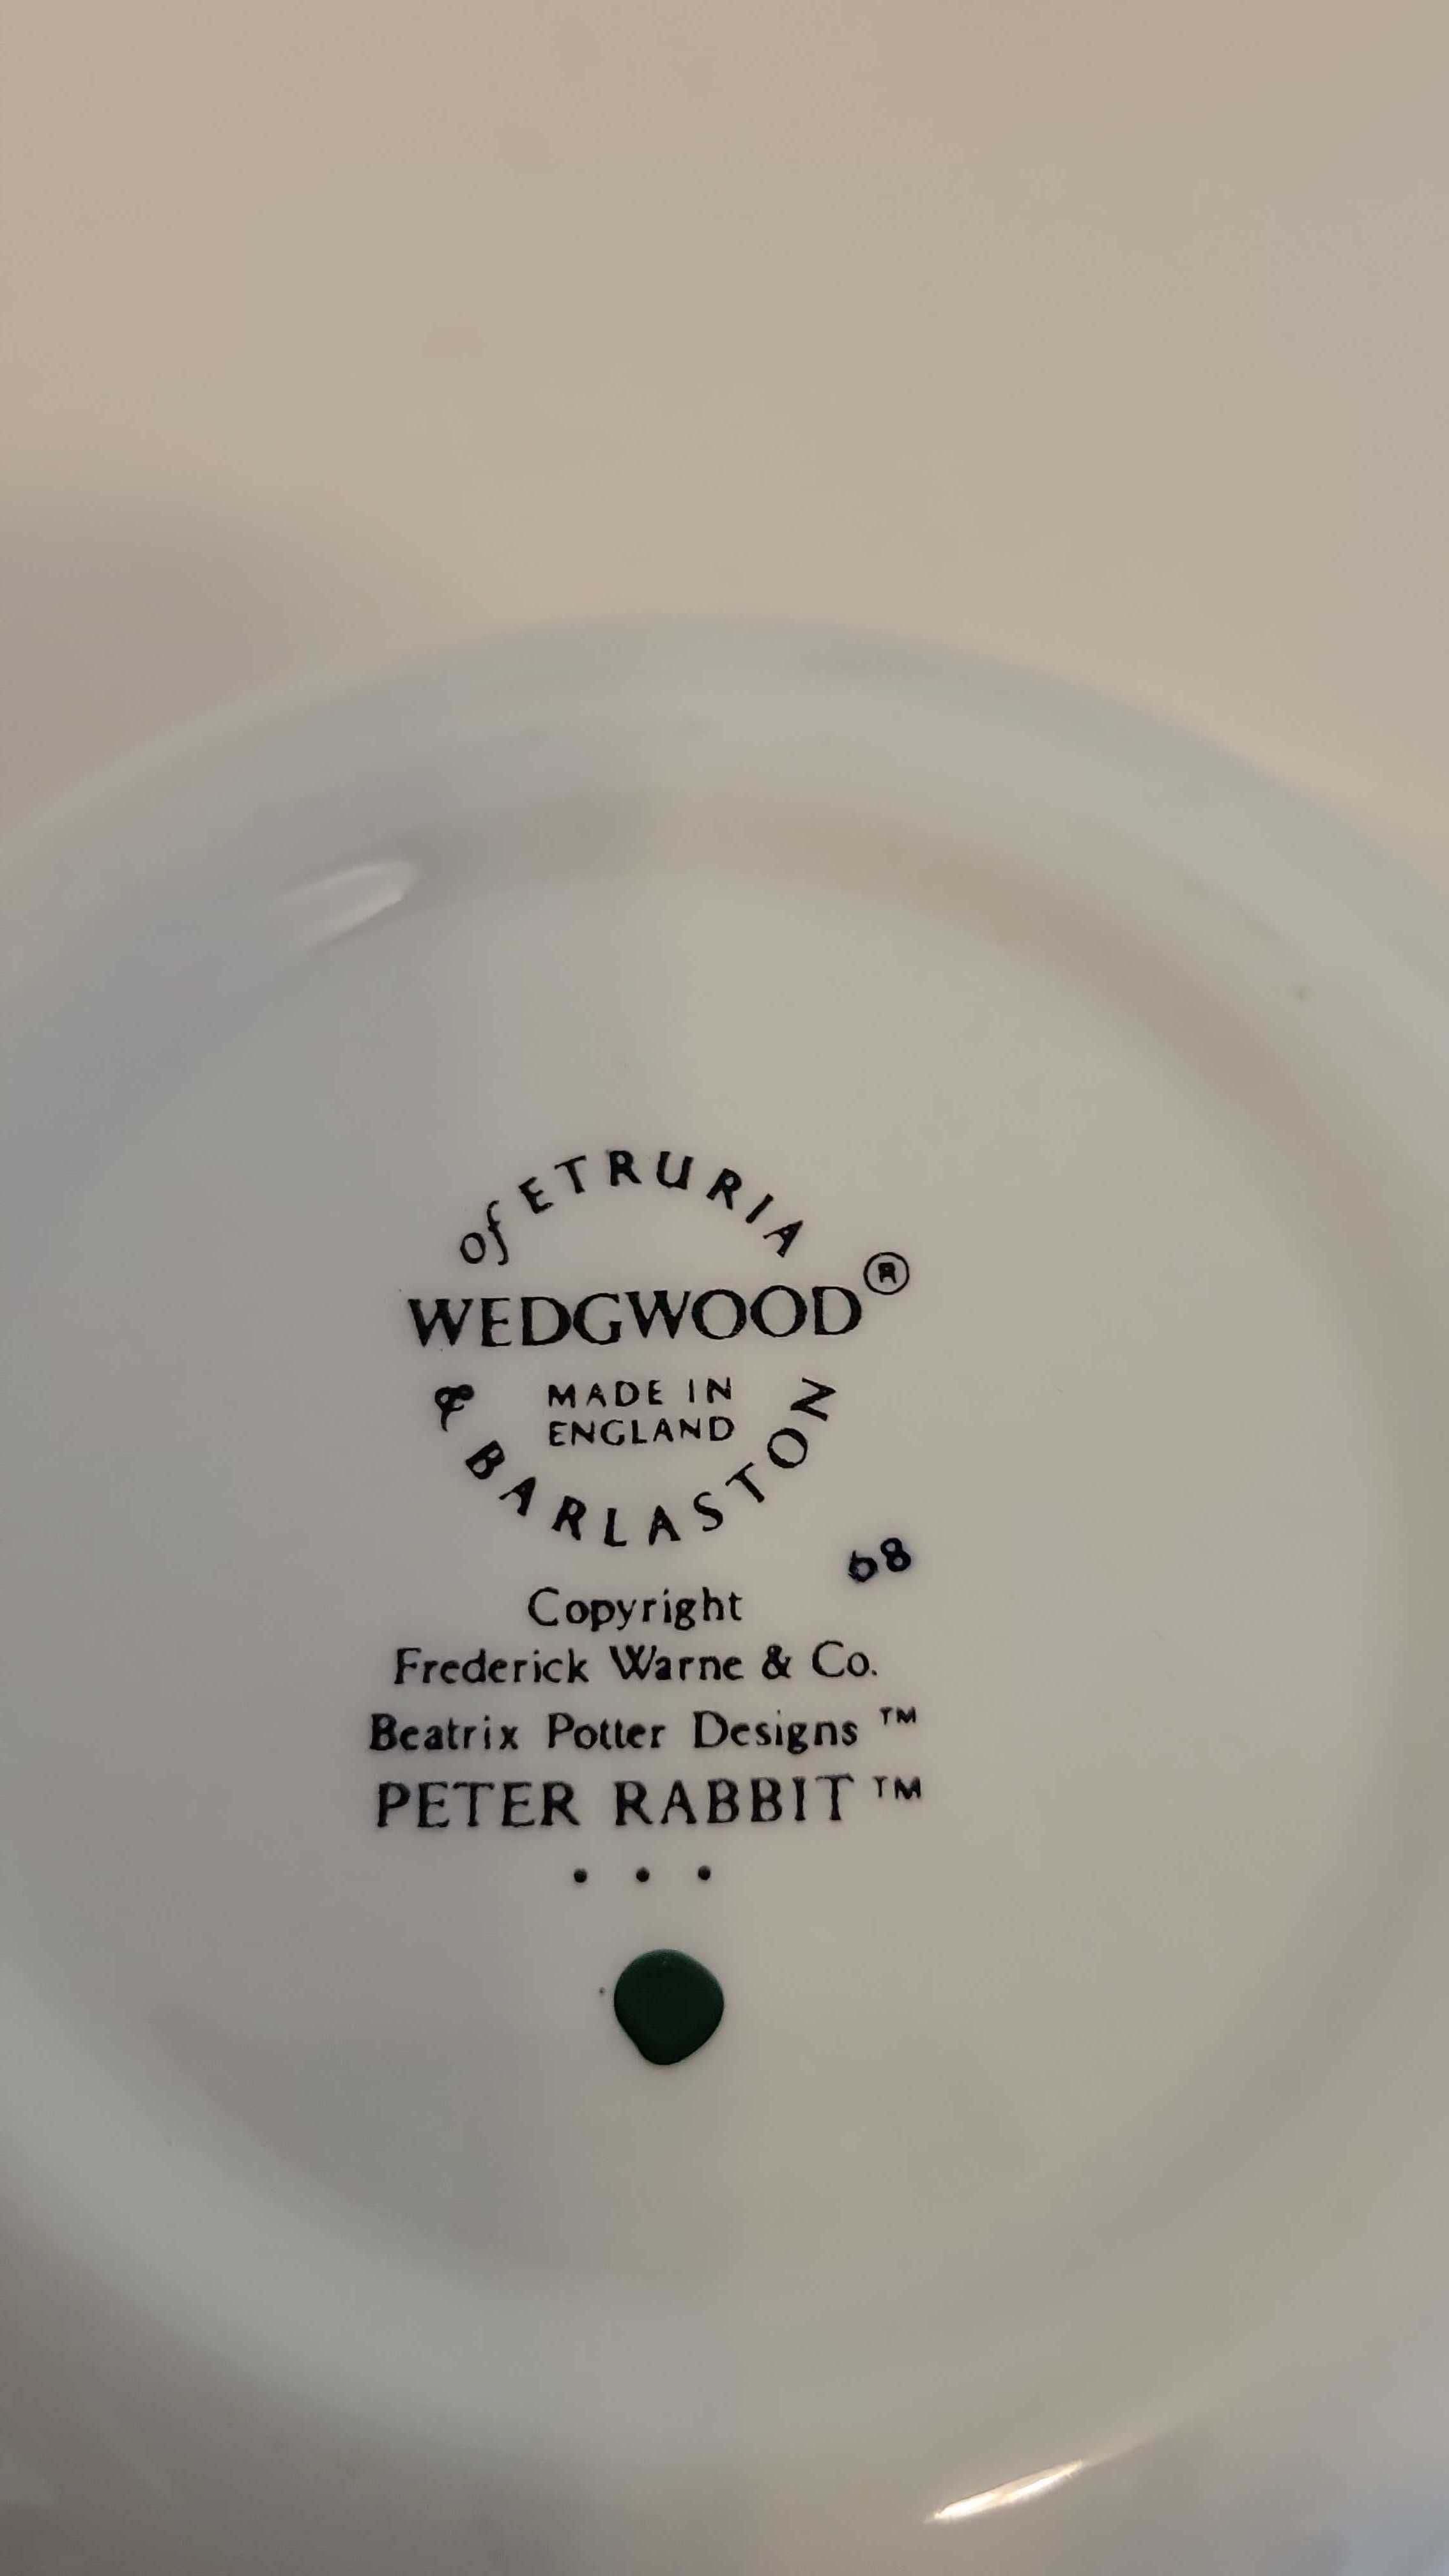 of ETRURIA
WEDGWOOD®
MADE IN
ENGLAND
& BARLASTON
68
Copyright
Frederick Warne & Co.
Beatrix Potter Designs ™
PETER RABBIT ™
• • •